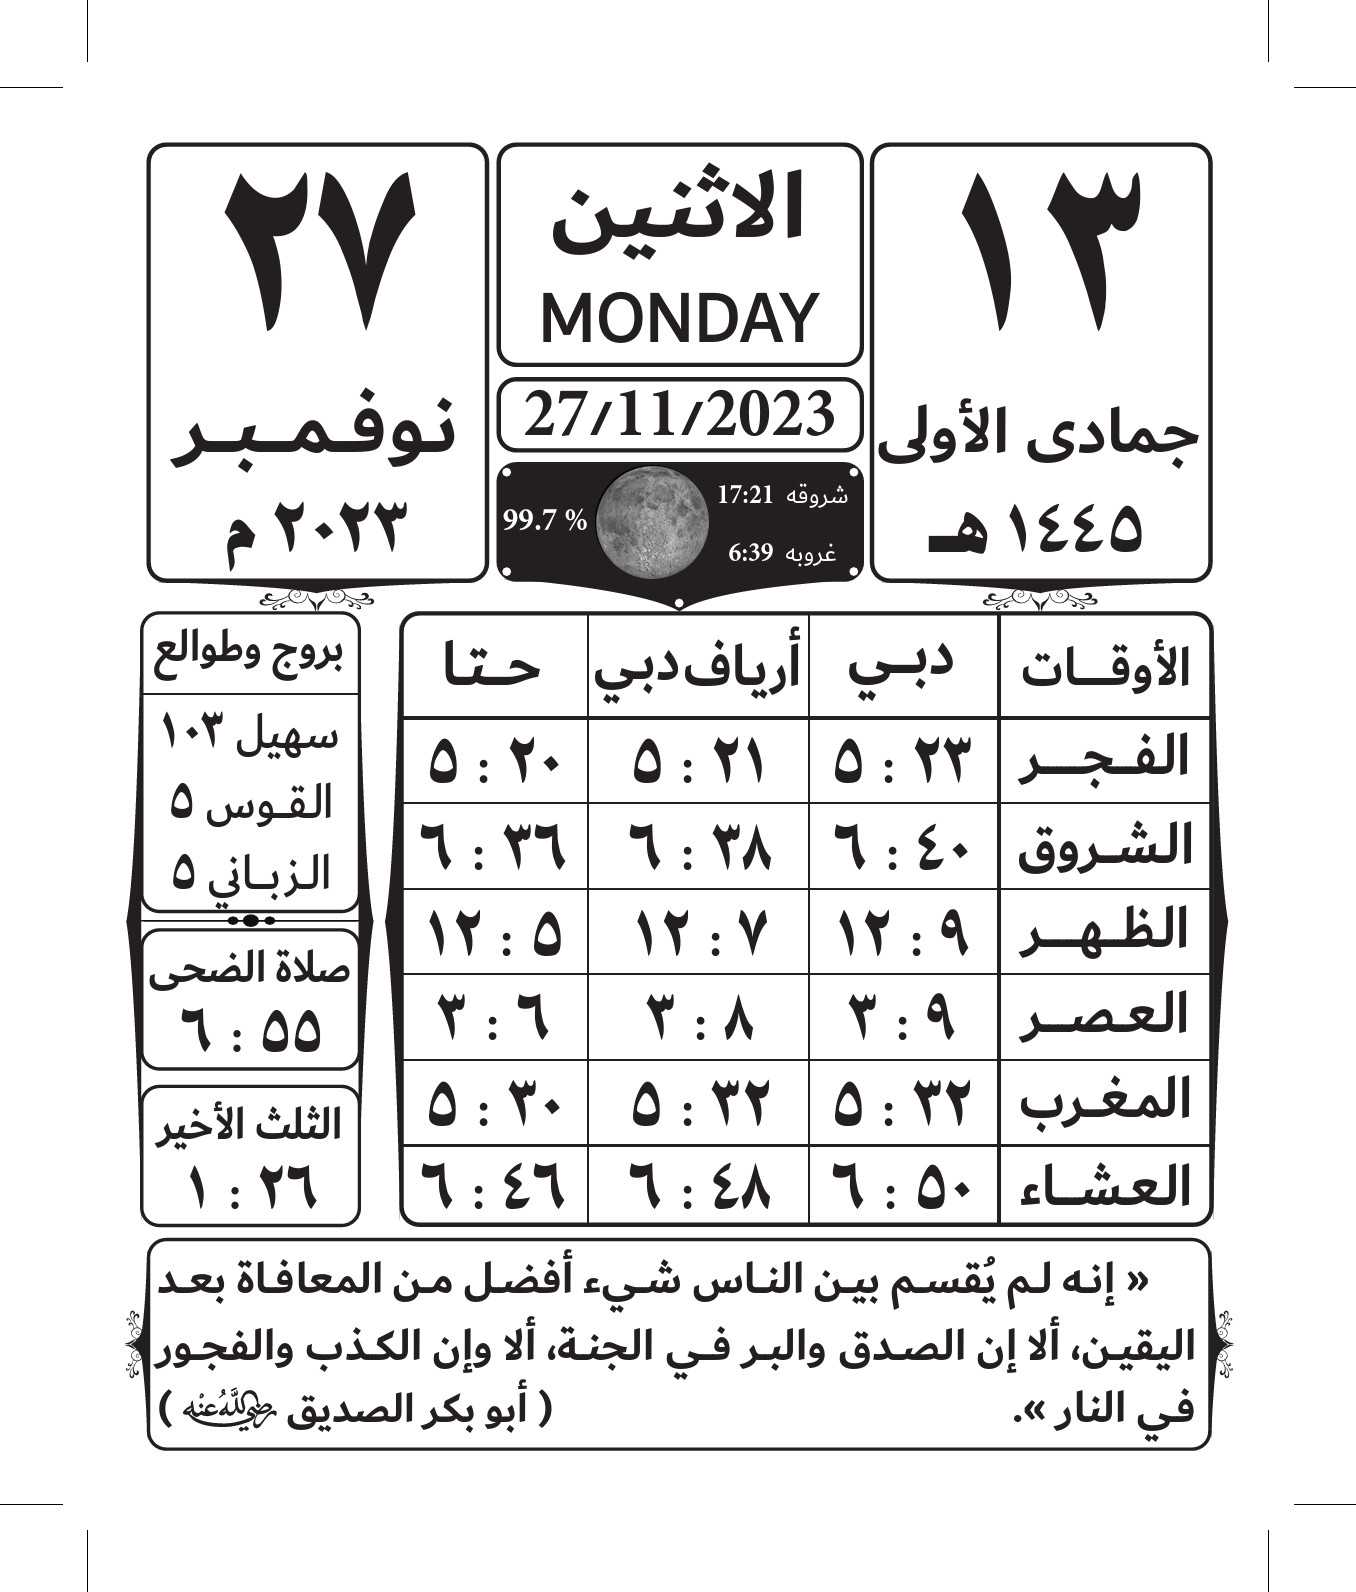 ١٣
جمادى الأولى
١٤٤٥ هـ
الاثنين
MONDAY
27/11/2023
شروقه 17:21
غروبه 6:39
99.7 %
٢٧
نوفمبر
٢٠٢٣ م
الأوقات دبي أرياف دبي حتا
الفجر ٢٣ : ٥ ٢١ : ٥ ٢٠ : ٥
الشروق ٤٠ : ٦ ٣٨ : ٦ ٣٦ : ٦
الظهر ٩ : ١٢ ٧ : ١٢ ٥ : ١٢
العصر ٩ : ٣ ٨ : ٣ ٦ : ٣
المغرب ٣٢ : ٥ ٣٢ : ٥ ٣٠ : ٥
العشاء ٥٠ : ٦ ٤٨ : ٦ ٤٦ : ٦
بروج وطوالع
سهيل ١٠٣
القوس ٥
الزباني ٥
صلاة الضحى
٥٥ : ٦
الثلث الأخير
٢٦ : ١
« إنه لم يُقسم بين الناس شيء أفضل من المعافاة بعد
اليقين، ألا إن الصدق والبر في الجنة، ألا وإن الكذب والفجور
في النار ». ( أبو بكر الصديق رضي الله عنه )